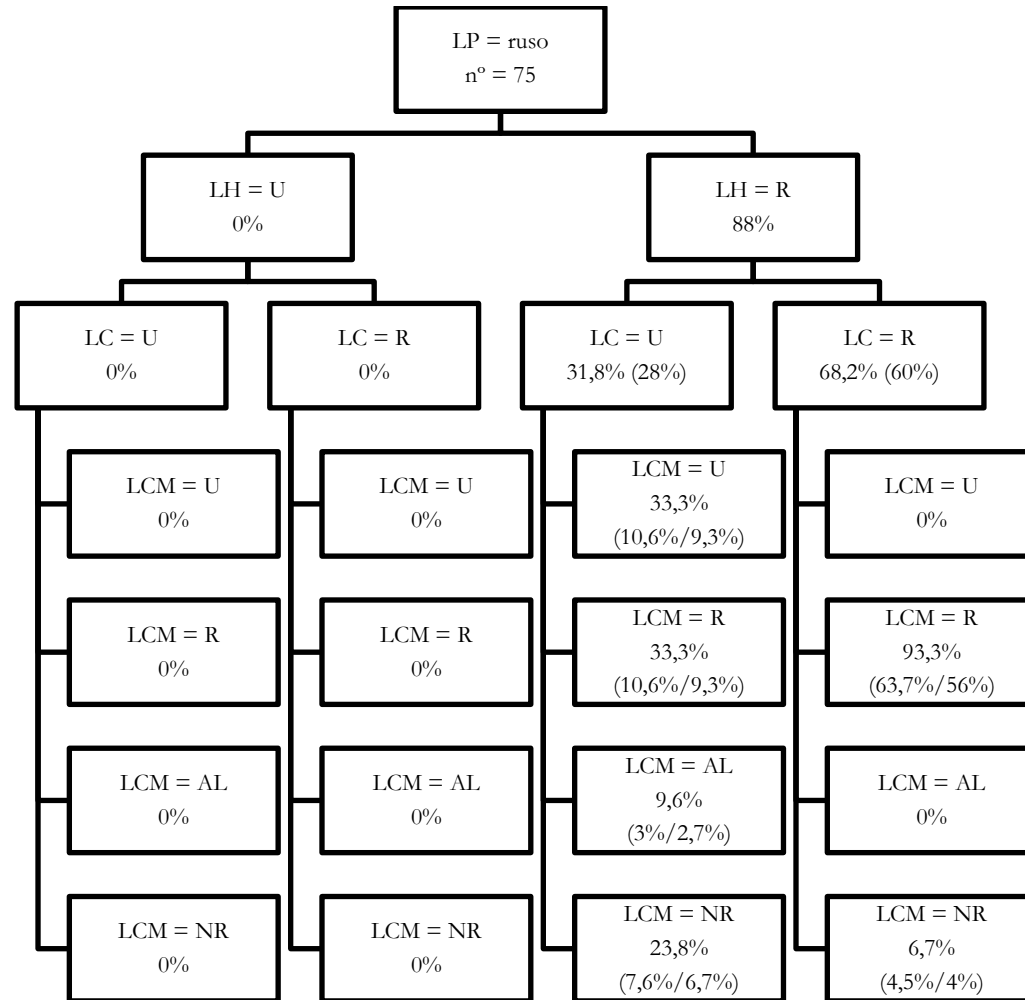 LP = ruso
nº = 75
LH = U
0%
LH = R
88%
LC = U
0%
LC = R
0%
LC = U
31,8% (28%)
LC = R
68,2% (60%)
LCM = U
0%
LCM = U
0%
LCM = U
33,3%
(10,6%/9,3%)
LCM = U
0%
LCM = R
0%
LCM = R
0%
LCM = R
33,3%
(10,6%/9,3%)
LCM = R
93,3%
(63,7%/56%)
LCM = AL
0%
LCM = AL
0%
LCM = AL
9,6%
(3%/2,7%)
LCM = AL
0%
LCM = NR
0%
LCM = NR
0%
LCM = NR
23,8%
(7,6%/6,7%)
LCM = NR
6,7%
(4,5%/4%)